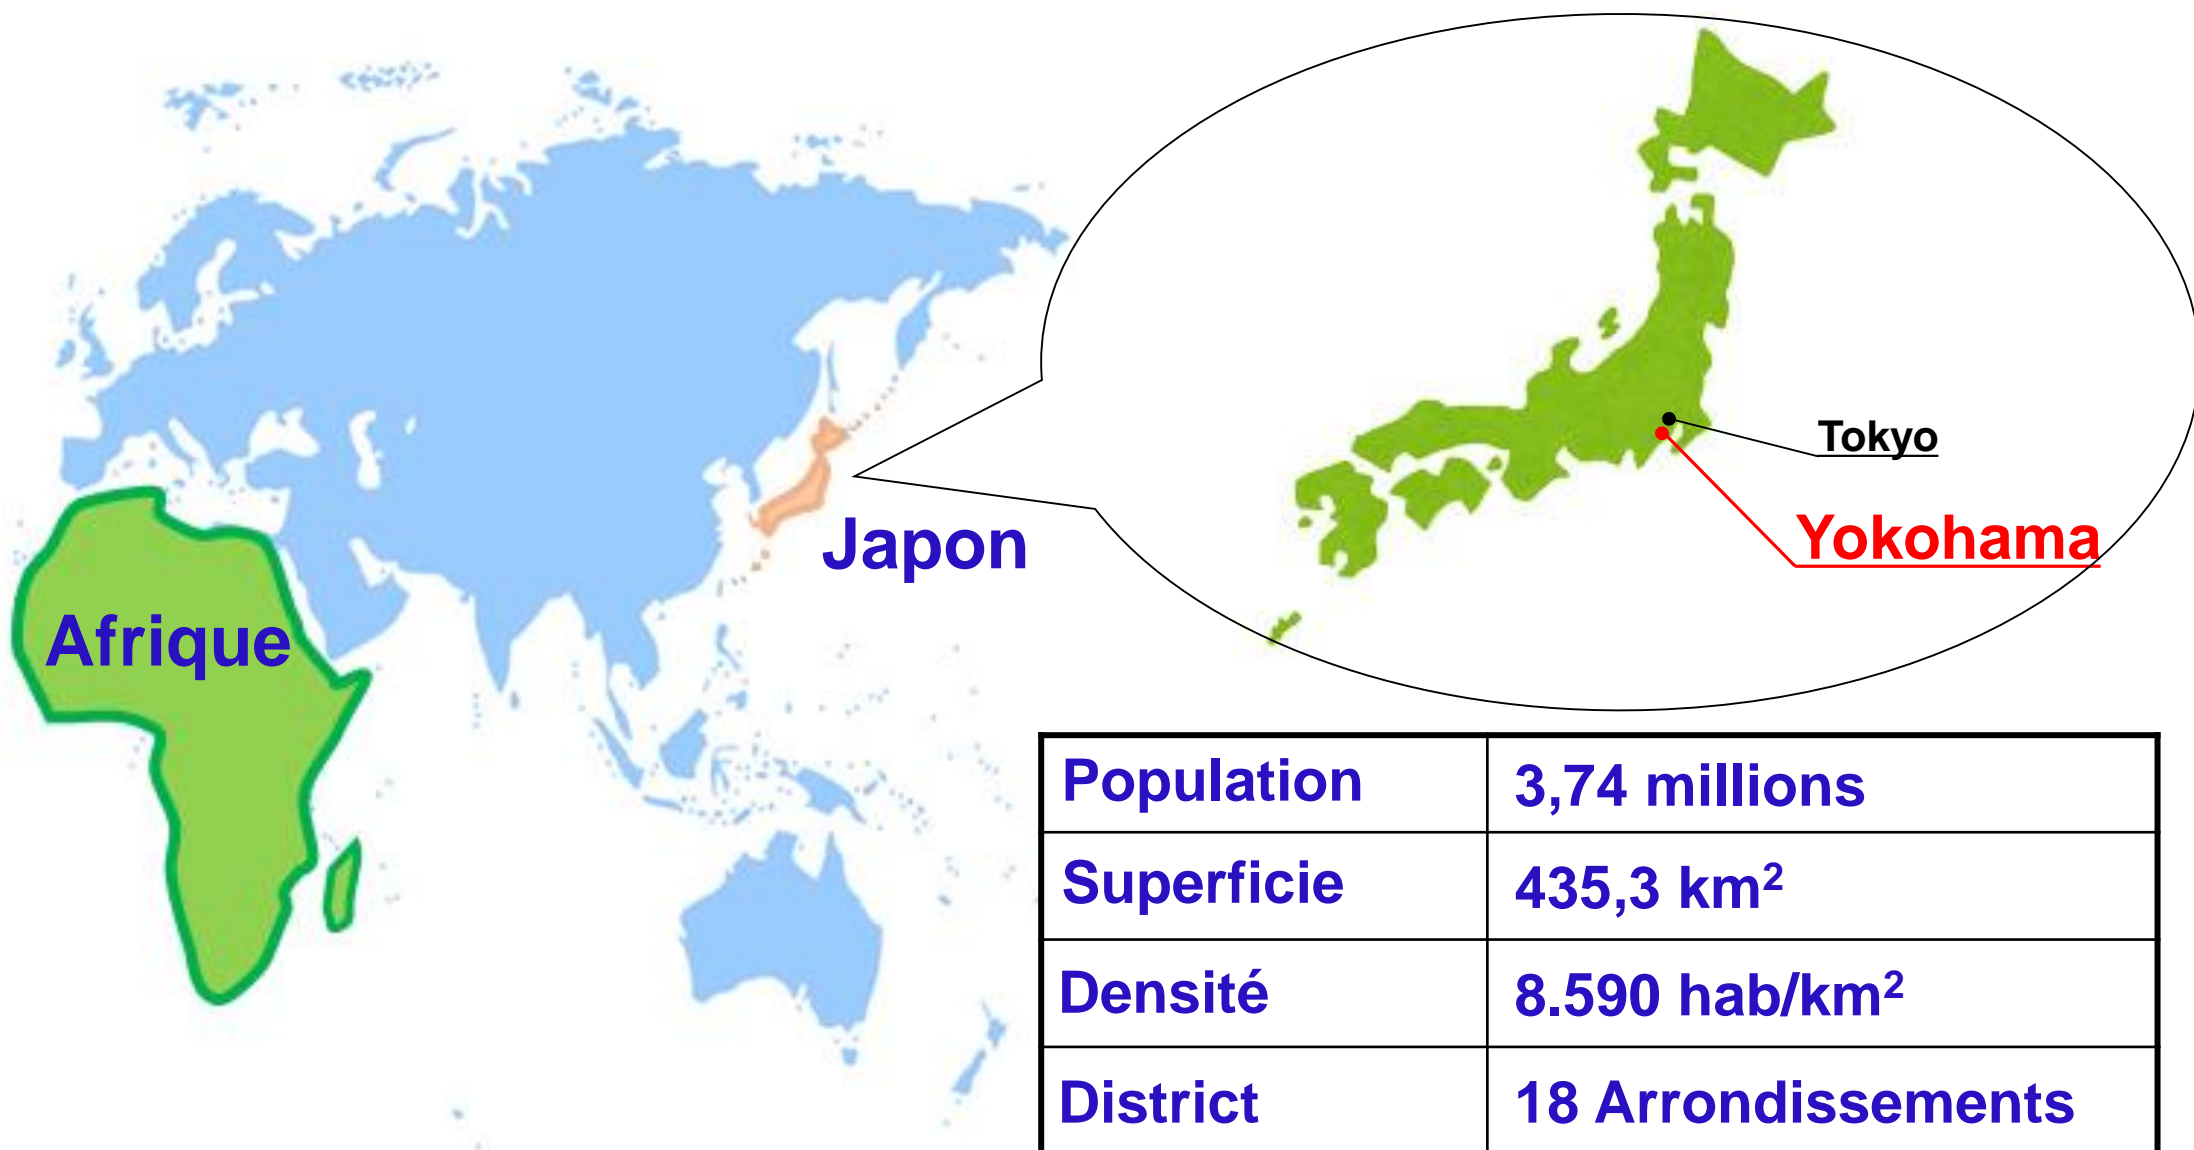 Tokyo
Yokohama
Japon
Afrique
Population 3,74 millions
Superficie 435,3 km²
Densité 8.590 hab/km²
District 18 Arrondissements